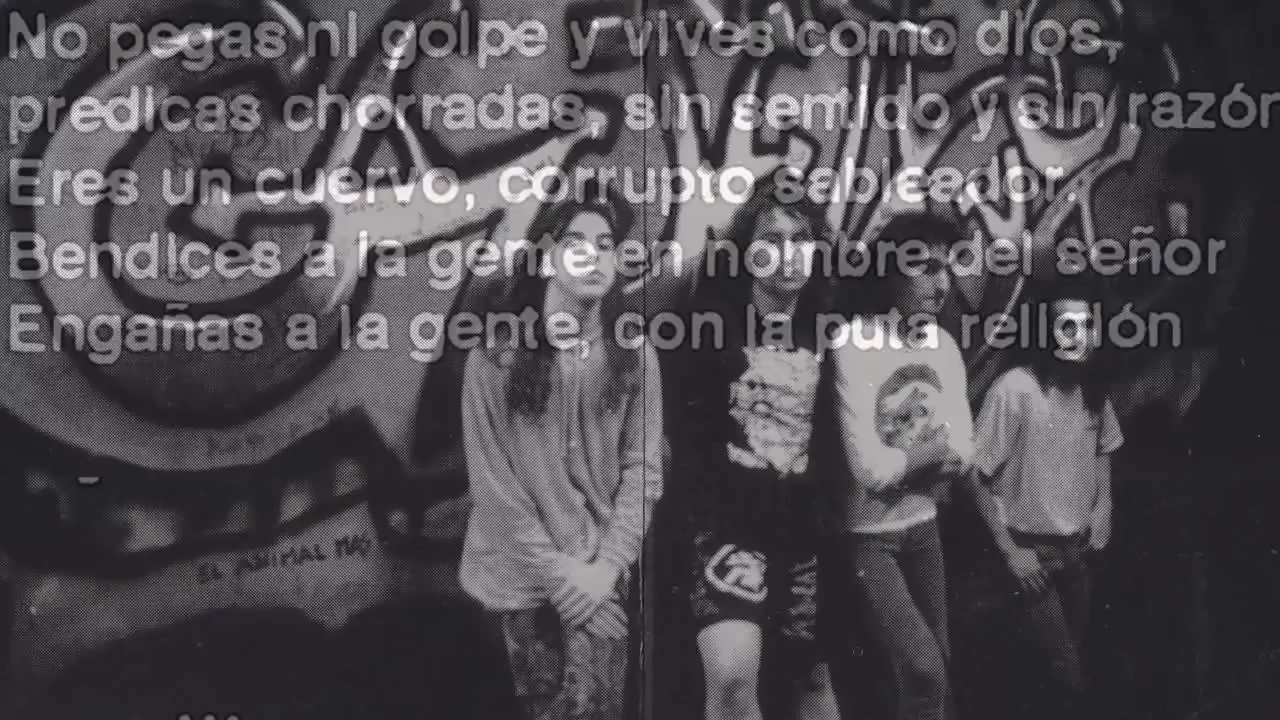 No pegas ni golpe y vives como dios,
predicas chorradas, sin sentido y sin razón
Eres un cuervo, corrupto sableador.
Bendices a la gente en nombre del señor
Engañas a la gente, con la puta religión
EL ANIMAL MAS